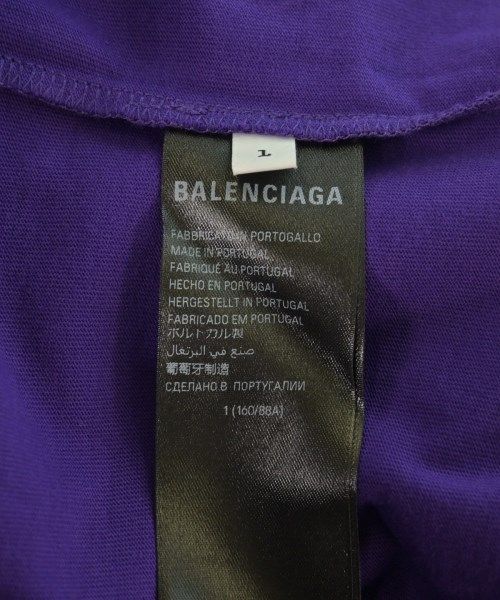 1
BALENCIAGA
FABBRICATO IN PORTOGALLO
MADE IN PORTUGAL
FABRIQUÉ AU PORTUGAL
HECHO EN PORTUGAL
HERGESTELLT IN PORTUGAL
FABRICADO EM PORTUGAL
ポルトガル製
صنع في البرتغال
葡萄牙制造
СДЕЛАНО В ПОРТУГАЛИИ
1 (160/88A)